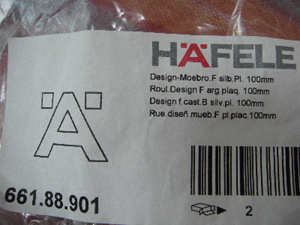 HÄFELE
Design-Moebro.F silb.Pl. 100mm
Roul.Design F arg.plaq. 100mm
Design f.cast.B silv.pl. 100mm
Rue.diseñ.mueb.F pl.plac.100mm
Ä
661.88.901
2